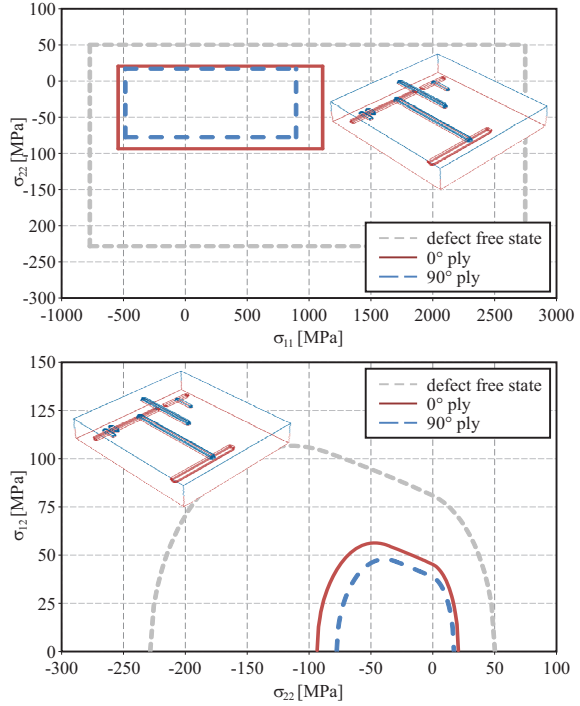 100
50
0
-50
-100
-150
-200
-250
-300
σ22 [MPa]
defect free state
0° ply
90° ply
-1000 -500 0 500 1000 1500 2000 2500 3000
σ11 [MPa]
150
125
100
75
50
25
0
σ12 [MPa]
defect free state
0° ply
90° ply
-300 -250 -200 -150 -100 -50 0 50 100
σ22 [MPa]